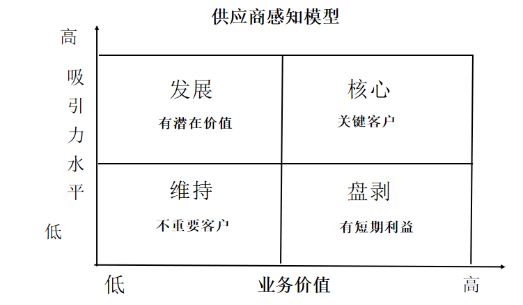 供应商感知模型
高
吸引力水平
低
发展
有潜在价值
核心
关键客户
维持
不重要客户
盘剥
有短期利益
低
业务价值
高